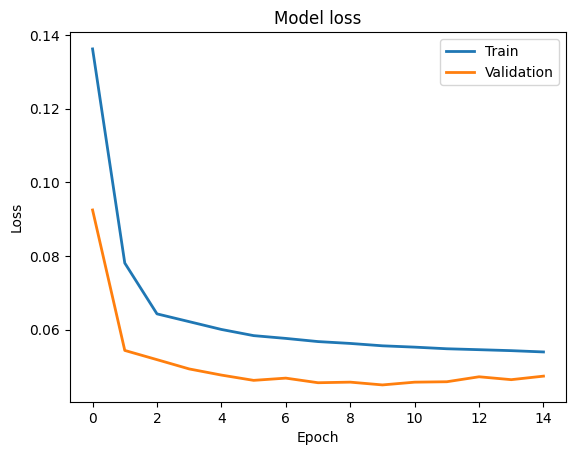 Model loss
Train
Validation
0.14
0.12
0.10
0.08
0.06
Loss
0 2 4 6 8 10 12 14
Epoch